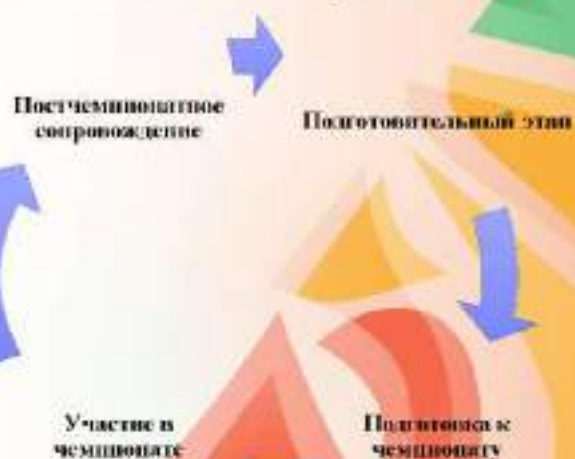 Постчемпионатное
сопровождение
Подготовительный этап
Участие в
чемпионате
Подготовка к
чемпионату